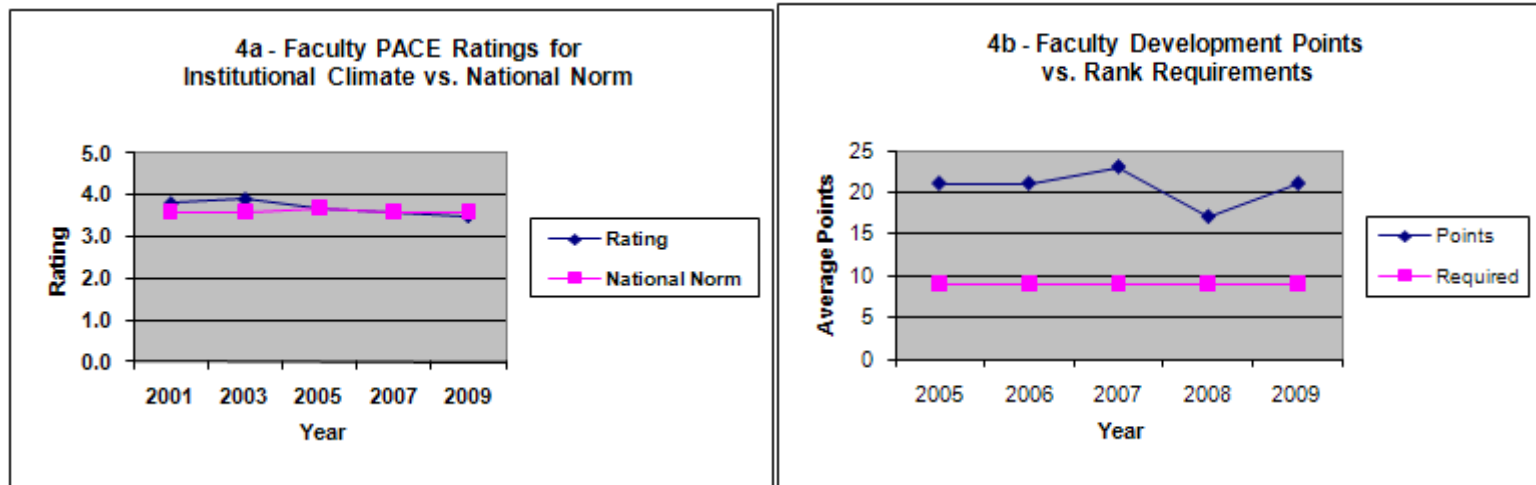 4a - Faculty PACE Ratings for
Institutional Climate vs. National Norm
Rating
5.0
4.0
3.0
2.0
1.0
0.0
2001 2003 2005 2007 2009
Year
Rating
National Norm
4b - Faculty Development Points
vs. Rank Requirements
Average Points
25
20
15
10
5
0
2005 2006 2007 2008 2009
Year
Points
Required